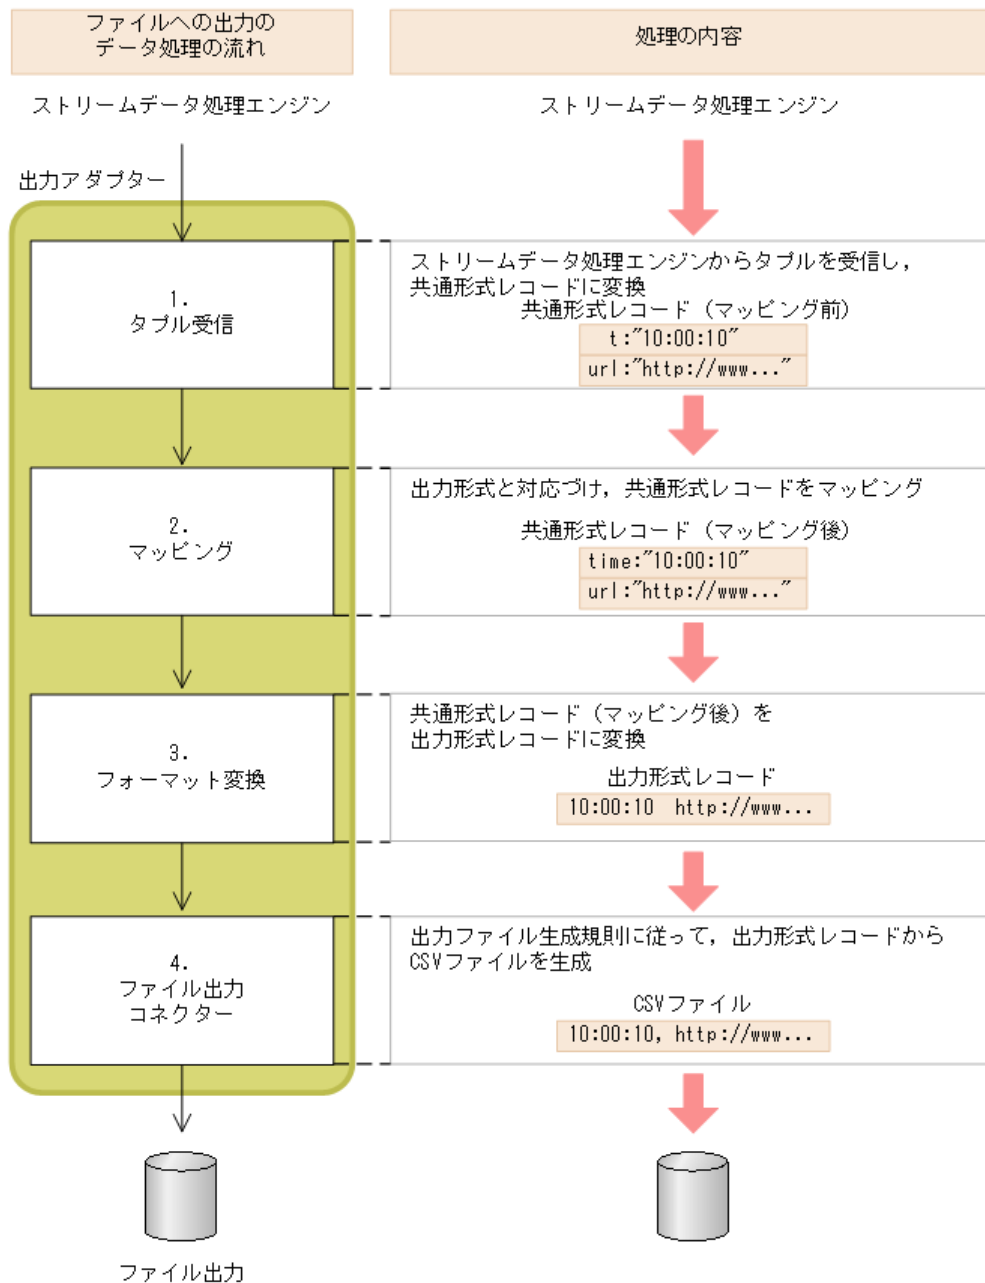 ファイルへの出力の
データ処理の流れ
処理の内容
ストリームデータ処理エンジン
ストリームデータ処理エンジン
出力アダプター
1.
タプル受信
ストリームデータ処理エンジンからタプルを受信し，
共通形式レコードに変換
共通形式レコード（マッピング前）
t:"10:00:10"
url:"http://www..."
2.
マッピング
出力形式と対応づけ，共通形式レコードをマッピング
共通形式レコード（マッピング後）
time:"10:00:10"
url:"http://www..."
3.
フォーマット変換
共通形式レコード（マッピング後）を
出力形式レコードに変換
出力形式レコード
10:00:10 http://www...
4.
ファイル出力
コネクター
出力ファイル生成規則に従って，出力形式レコードから
CSVファイルを生成
CSVファイル
10:00:10, http://www...
ファイル出力